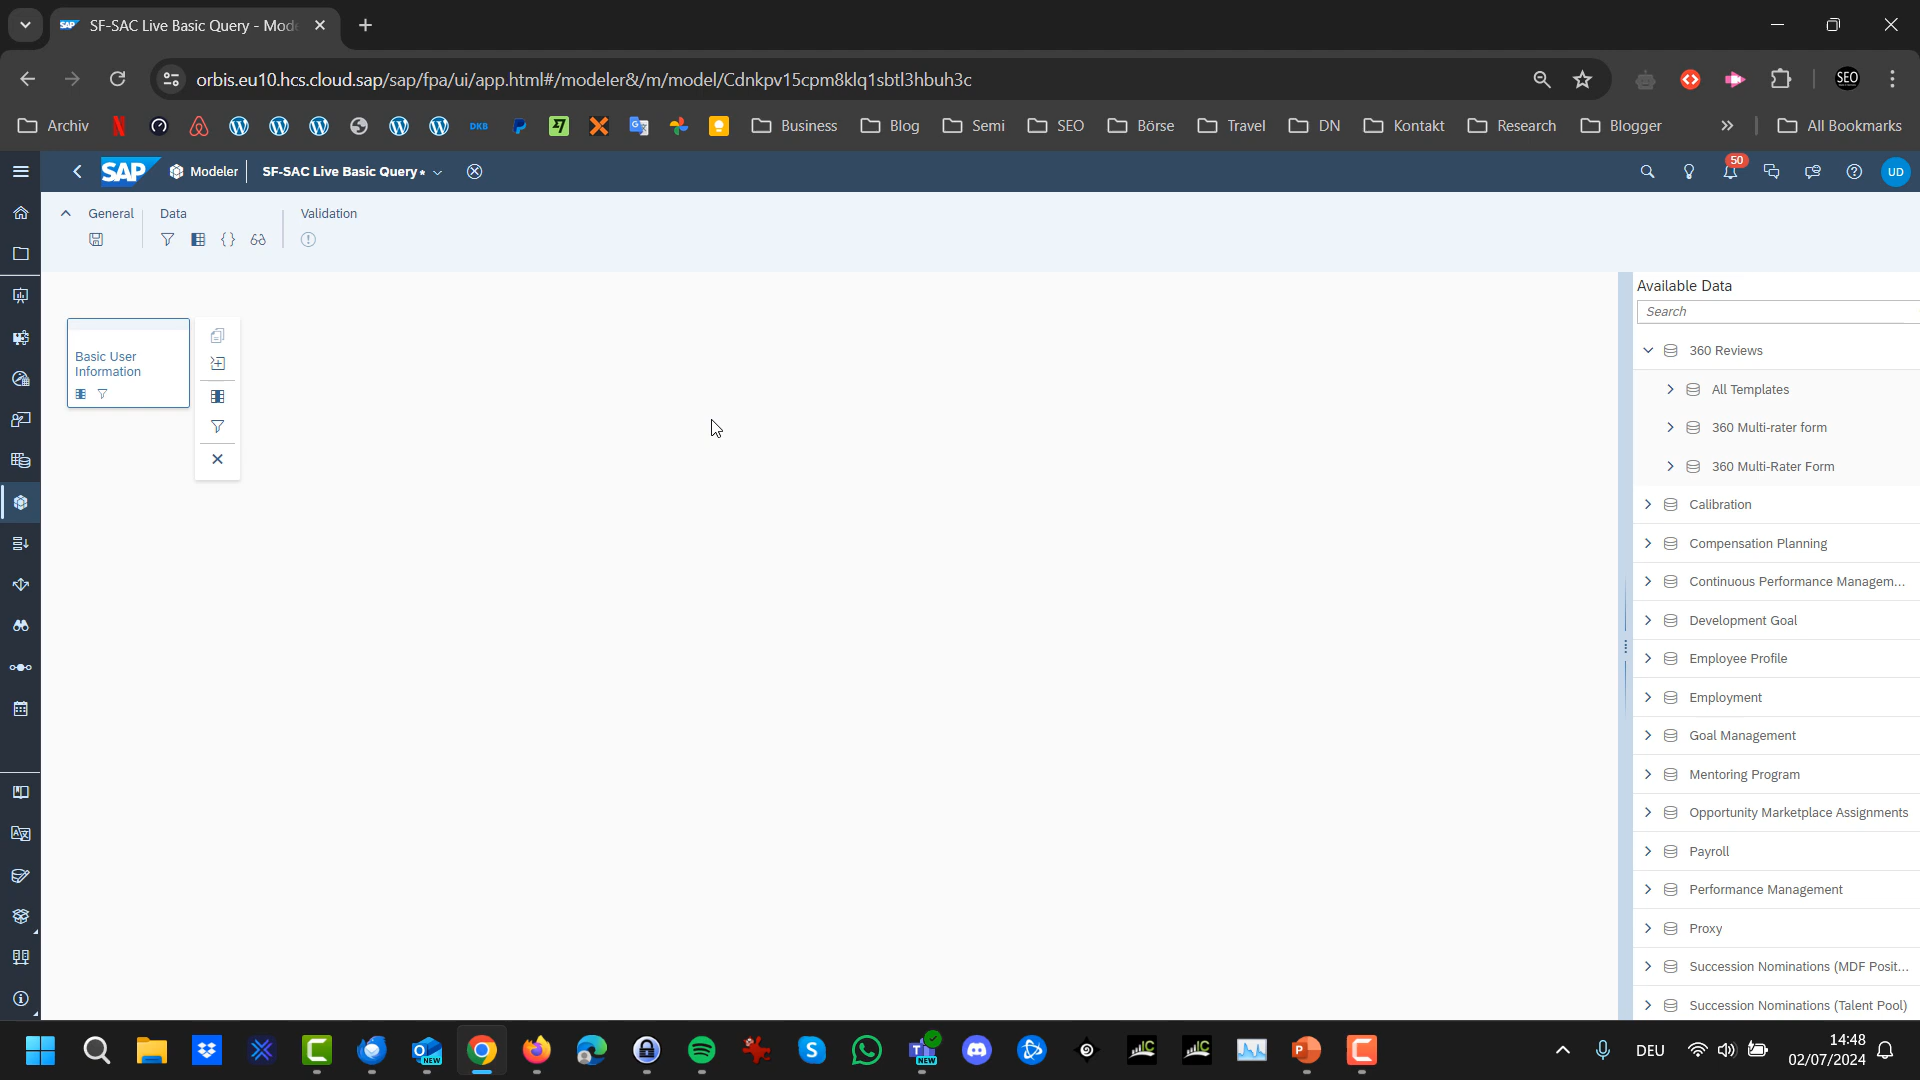 SF-SAC Live Basic Query - Mode
orbis.eu10.hcs.cloud.sap/sap/fpa/ui/app.html#/modeler&/m/model/Cdnkpv15cpm8klq1sbtl3hbuh3c
SEO
Archiv
DKB
Business
Blog
Semi
SEO
Börse
Travel
DN
Kontakt
Research
Blogger
All Bookmarks
SAP
Modeler
SF-SAC Live Basic Query*
50
UD
General
Data
Validation
Basic User
Information
Available Data
Search
360 Reviews
All Templates
360 Multi-rater form
360 Multi-Rater Form
Calibration
Compensation Planning
Continuous Performance Managem...
Development Goal
Employee Profile
Employment
Goal Management
Mentoring Program
Opportunity Marketplace Assignments
Payroll
Performance Management
Proxy
Succession Nominations (MDF Posit...
Succession Nominations (Talent Pool)
NEW
NEW
DEU
14:48
02/07/2024